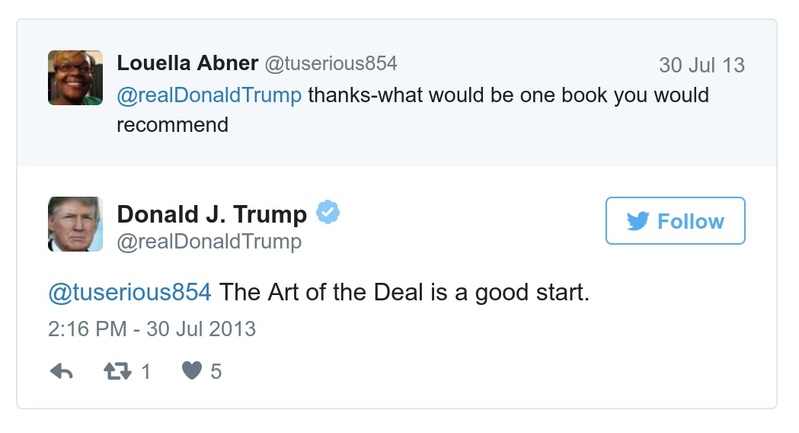 Louella Abner @tuserious854 30 Jul 13
@realDonaldTrump thanks-what would be one book you would
recommend
Donald J. Trump
@realDonaldTrump
Follow
@tuserious854 The Art of the Deal is a good start.
2:16 PM - 30 Jul 2013
1 5